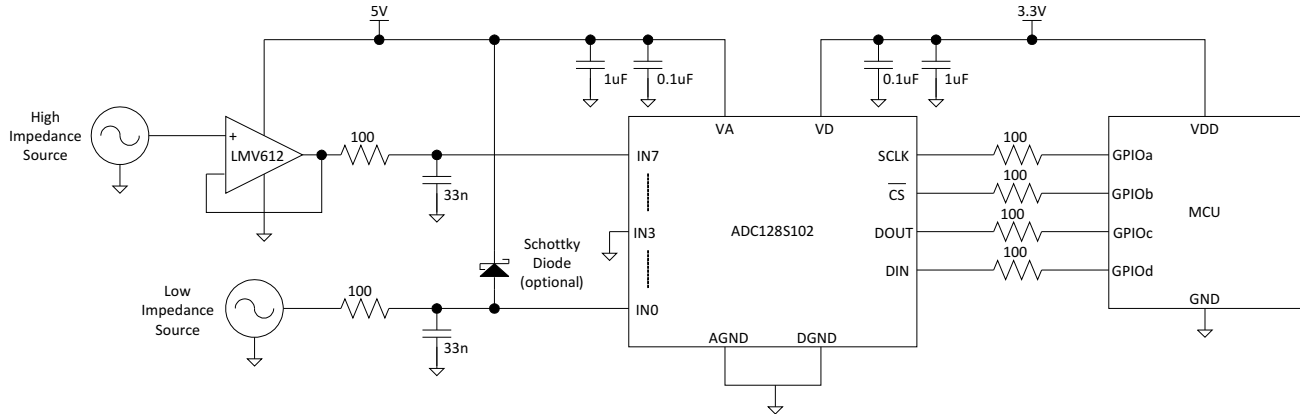 5V
3.3V
1uF
0.1uF
0.1uF
1uF
High
Impedance
Source
+
LMV612
100
33n
VA
VD
IN7
IN3
IN0
ADC128S102
SCLK
CS
DOUT
DIN
AGND
DGND
100
100
100
100
VDD
GPIOa
GPIOb
GPIOc
GPIOd
MCU
GND
Schottky
Diode
(optional)
Low
Impedance
Source
100
33n